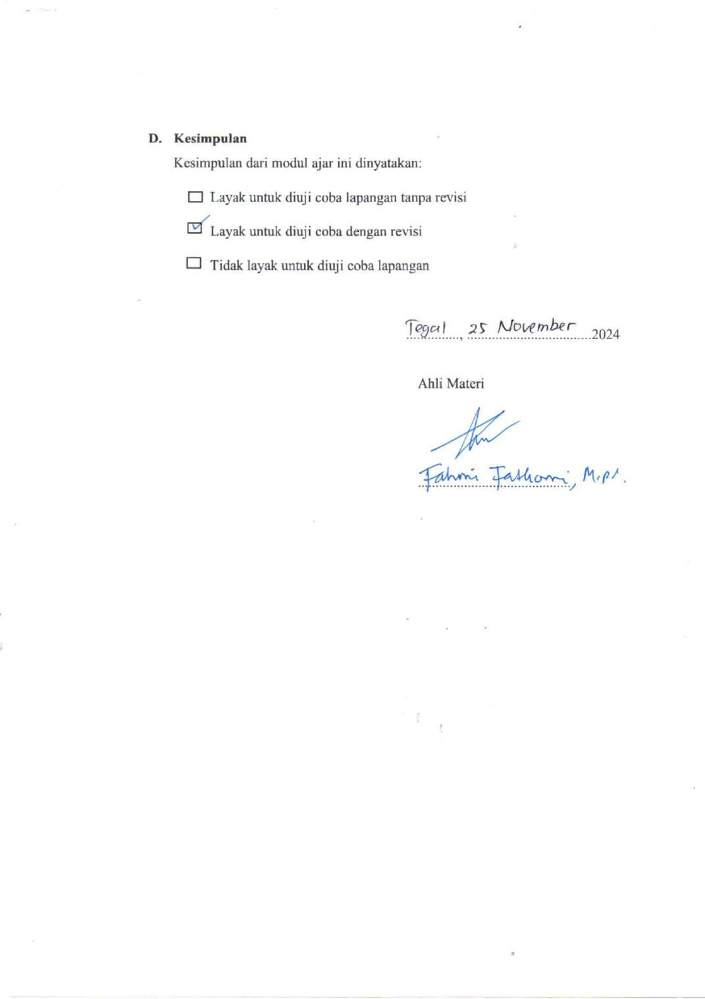 D. Kesimpulan
Kesimpulan dari modul ajar ini dinyatakan:
Layak untuk diuji coba lapangan tanpa revisi
Layak untuk diuji coba dengan revisi
Tidak layak untuk diuji coba lapangan
Tegal, 25 November 2024
Ahli Materi
Fahmi Fathoni, M.Pd.